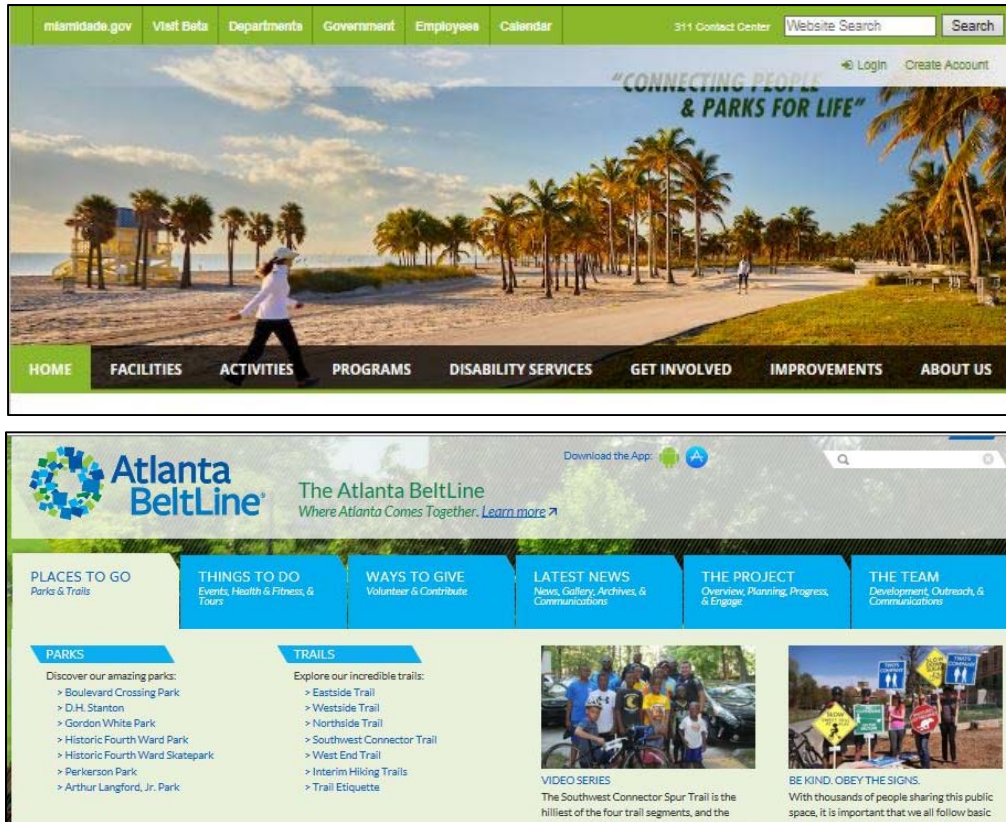 miamidade.gov Visit Beta Departments Government Employees Calendar 311 Contact Center Website Search Search
Login Create Account
"CONNECTING PEOPLE
& PARKS FOR LIFE"
HOME FACILITIES ACTIVITIES PROGRAMS DISABILITY SERVICES GET INVOLVED IMPROVEMENTS ABOUT US
Atlanta
BeltLine
The Atlanta BeltLine
Where Atlanta Comes Together. Learn more
Download the App:
PLACES TO GO
Parks & Trails
THINGS TO DO
Events, Health & Fitness, &
Tours
WAYS TO GIVE
Volunteer & Contribute
LATEST NEWS
News, Gallery, Archives, &
Communications
THE PROJECT
Overview, Planning, Progress,
& Engage
THE TEAM
Development, Outreach, &
Communications
PARKS
Discover our amazing parks:
> Boulevard Crossing Park
> D.H. Stanton
> Gordon White Park
> Historic Fourth Ward Park
> Historic Fourth Ward Skatepark
> Perkerson Park
> Arthur Langford, Jr. Park
TRAILS
Explore our incredible trails:
> Eastside Trail
> Westside Trail
> Northside Trail
> Southwest Connector Trail
> West End Trail
> Interim Hiking Trails
> Trail Etiquette
VIDEO SERIES
The Southwest Connector Spur Trail is the
hilliest of the four trail segments, and the
TWO'S
COMPANY
SLOW
BE KIND. OBEY THE SIGNS.
With thousands of people sharing this public
space, it is important that we all follow basic